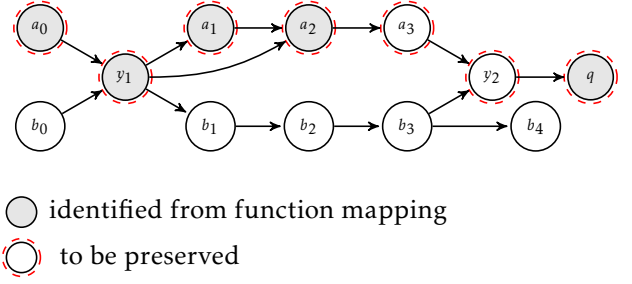 a0 a1 a2 a3
y1 y2 q
b0 b1 b2 b3 b4
identified from function mapping
to be preserved